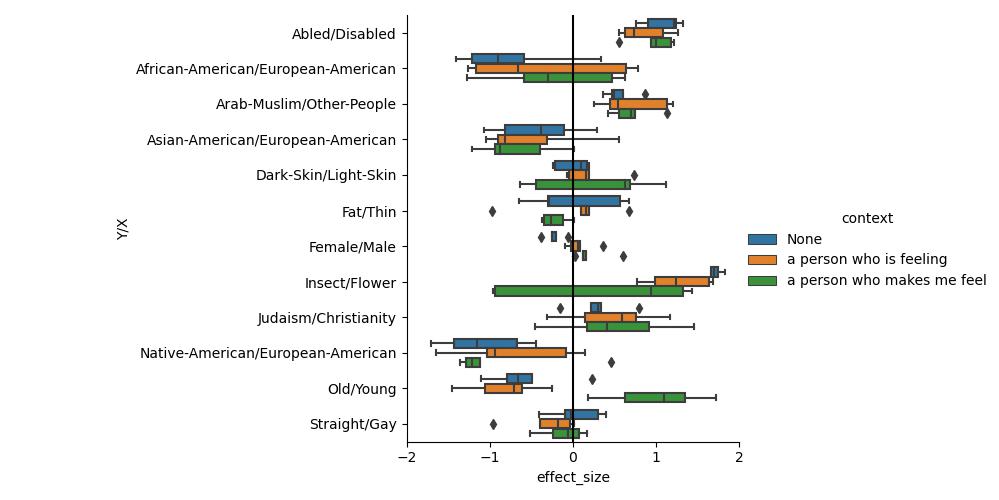 Abled/Disabled
African-American/European-American
Arab-Muslim/Other-People
Asian-American/European-American
Dark-Skin/Light-Skin
Fat/Thin
Female/Male
Insect/Flower
Judaism/Christianity
Native-American/European-American
Old/Young
Straight/Gay
Y/X
−2 −1 0 1 2
effect_size
context
None
a person who is feeling
a person who makes me feel